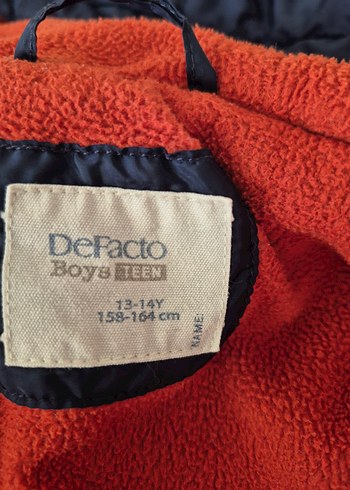 DeFacto
Boys TEEN
13-14Y
158-164 cm
NAME: